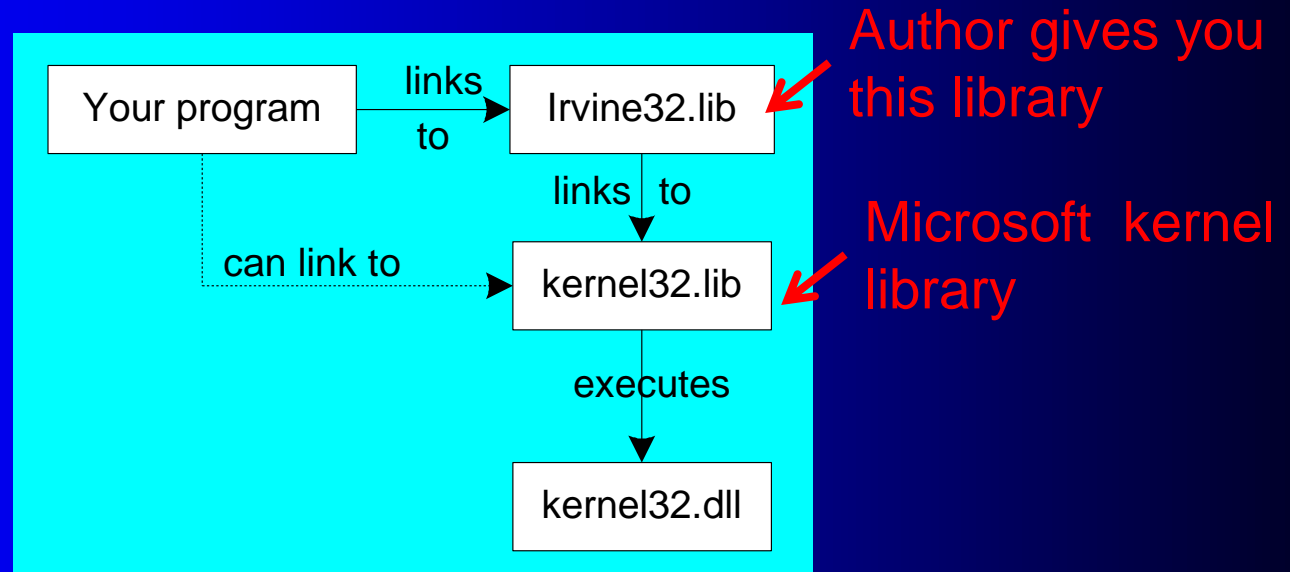 Your program
links
to
Irvine32.lib
Author gives you
this library
links to
can link to
kernel32.lib
Microsoft kernel
library
executes
kernel32.dll